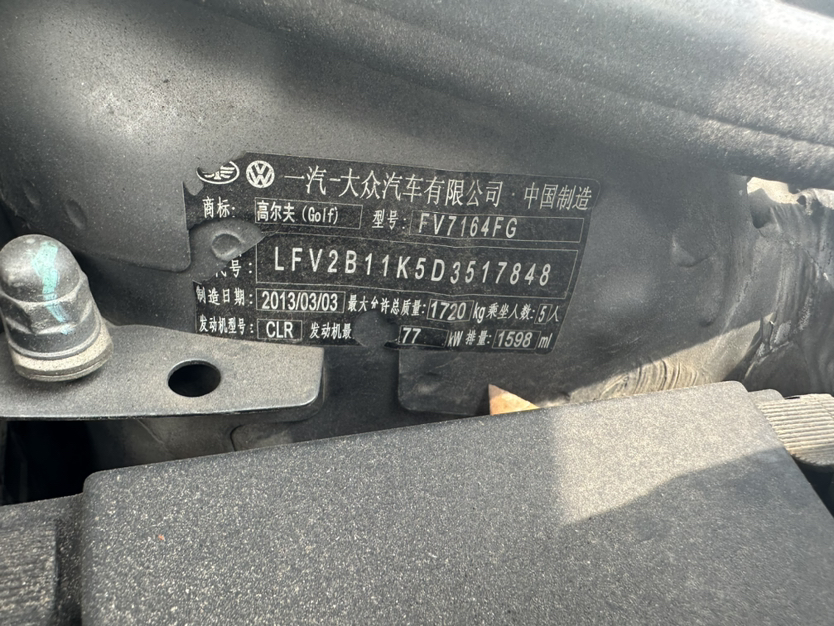 一汽-大众汽车有限公司 · 中国制造
商标: 高尔夫 (Golf) 型号: FV7164FG
代号: LFV2B11K5D3517848
制造日期: 2013/03/03 最大允许总质量: 1720 kg 乘坐人数: 5人
发动机型号: CLR 发动机最 77 kW 排量: 1598 ml